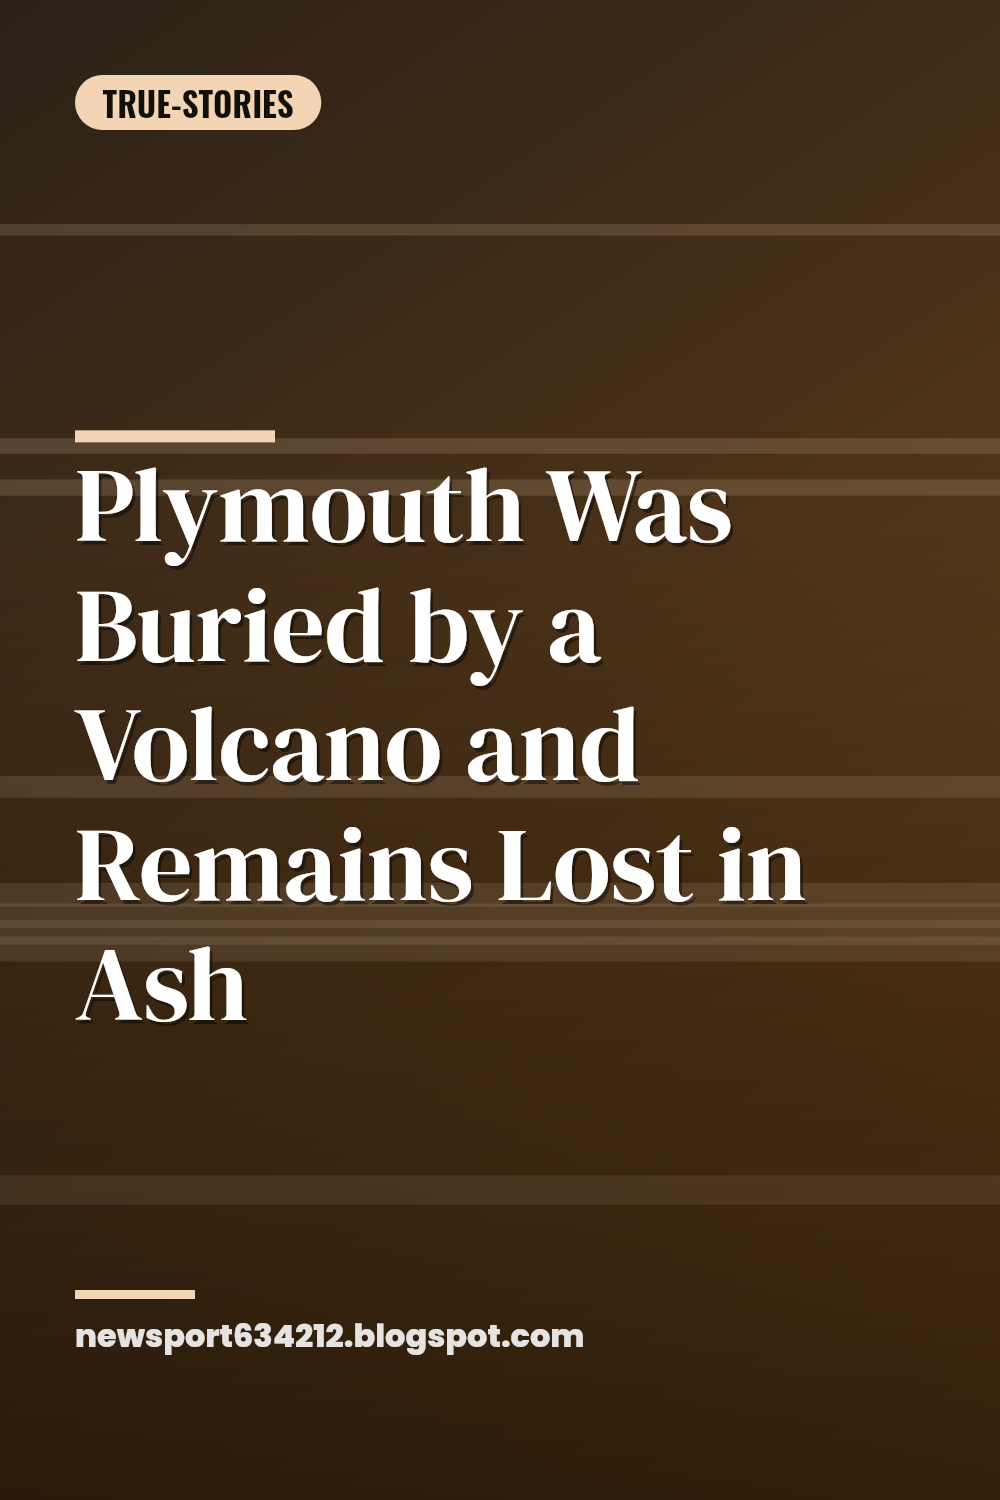 TRUE-STORIES
Plymouth Was
Buried by a
Volcano and
Remains Lost in
Ash
newsport634212.blogspot.com